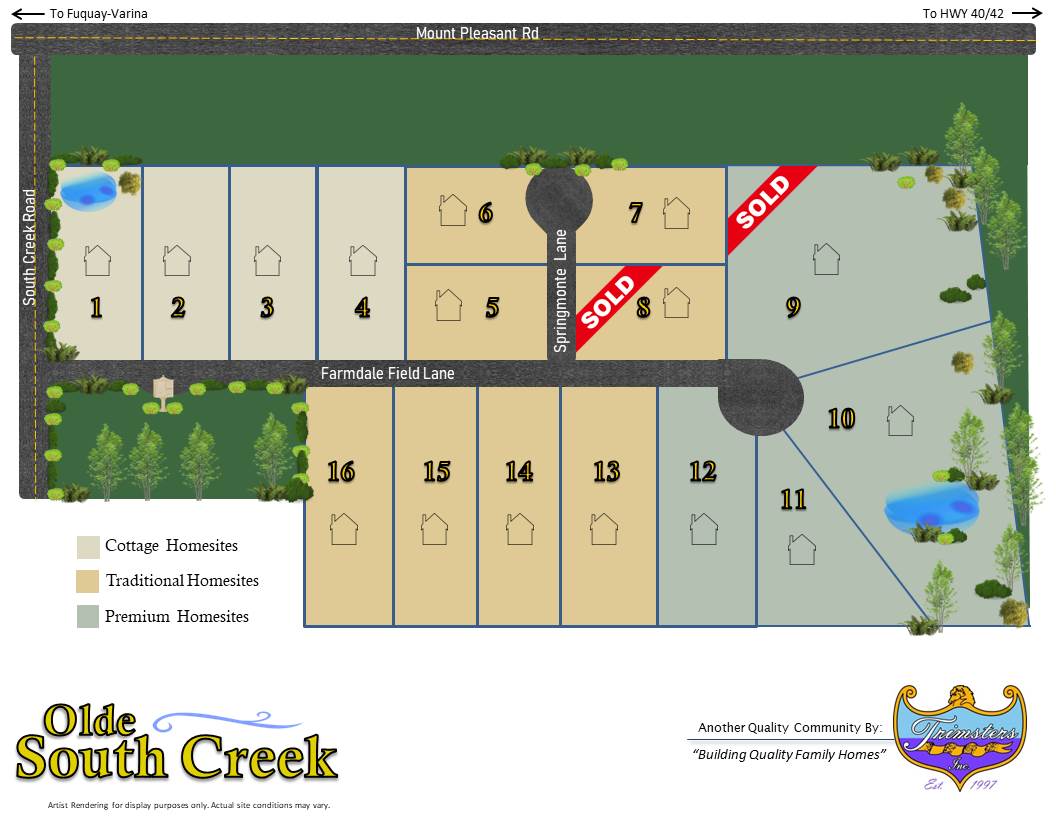 To Fuquay-Varina
To HWY 40/42
Mount Pleasant Rd
South Creek Road
SOLD
6
7
Springmonte Lane
1
2
3
4
5
SOLD
8
9
Farmdale Field Lane
10
16
15
14
13
12
11
Cottage Homesites
Traditional Homesites
Premium Homesites
Olde
South Creek
Another Quality Community By:
“Building Quality Family Homes”
Trimsters
Inc.
Est. 1997
Artist Rendering for display purposes only. Actual site conditions may vary.